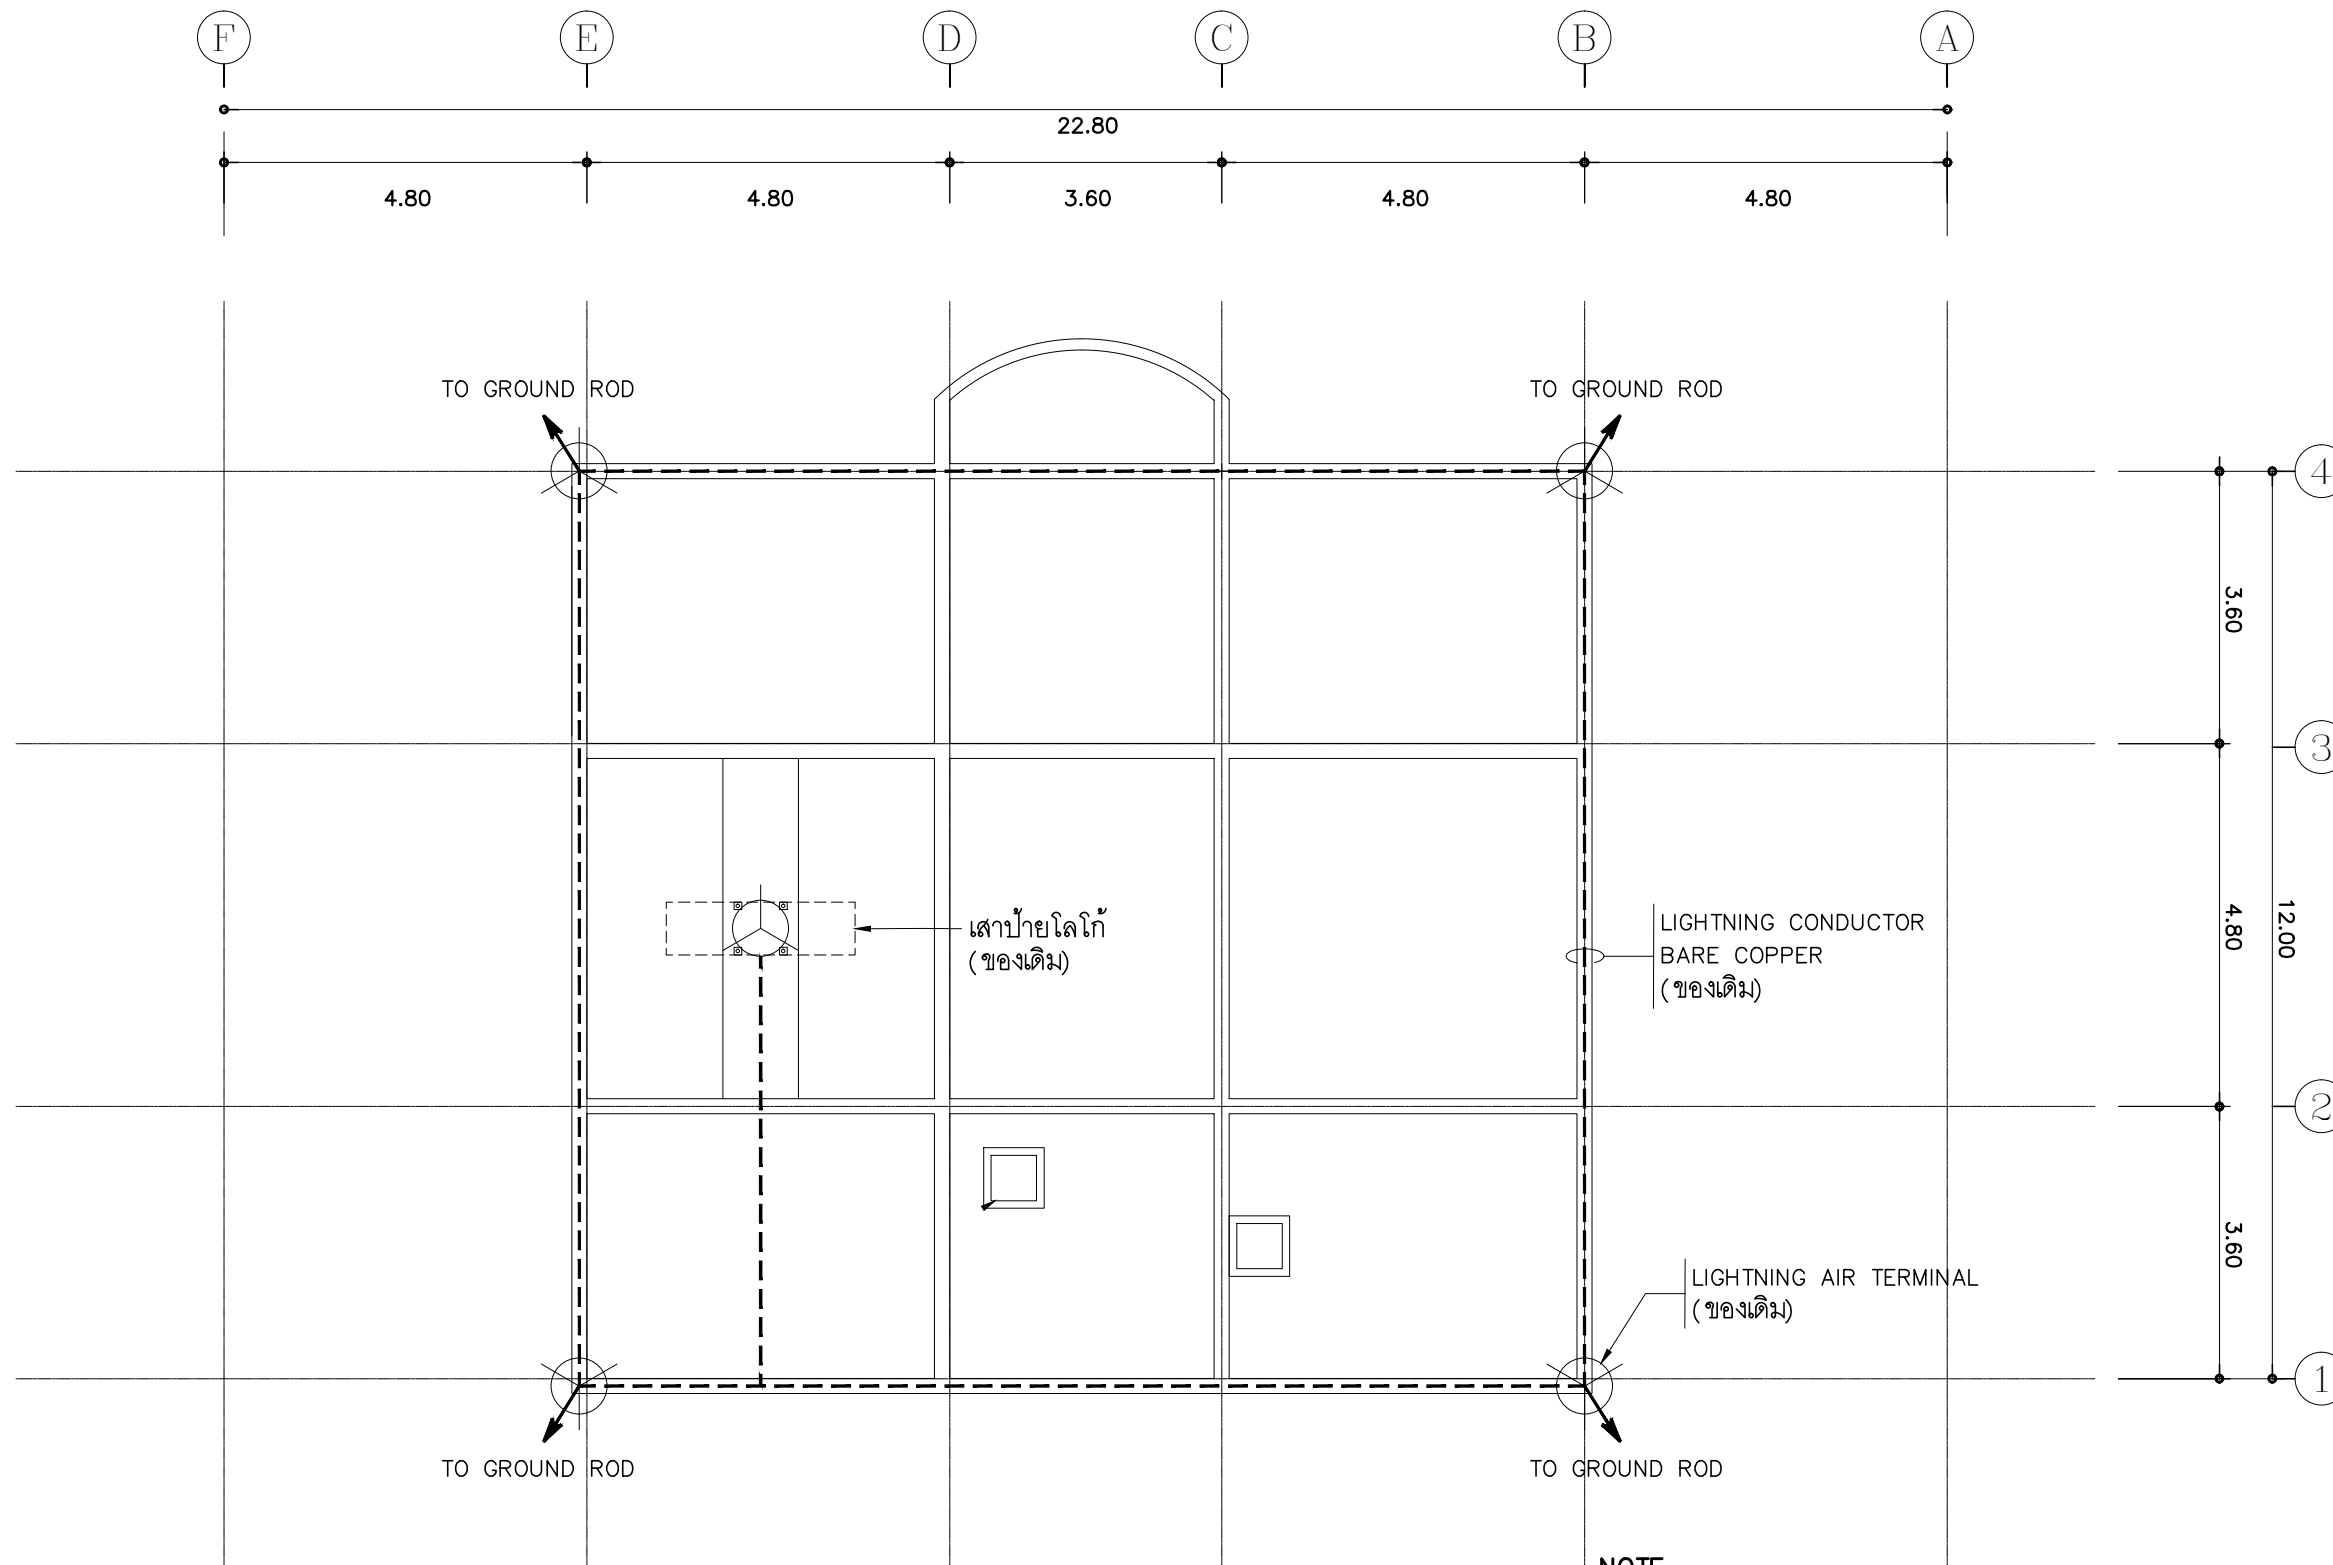 F E D C B A
22.80
4.80 4.80 3.60 4.80 4.80
TO GROUND ROD TO GROUND ROD
4
3.60
3
เสาป้ายโลโก้
(ของเดิม)
LIGHTNING CONDUCTOR
BARE COPPER
(ของเดิม)
4.80
12.00
2
3.60
LIGHTNING AIR TERMINAL
(ของเดิม)
1
TO GROUND ROD TO GROUND ROD
NOTE